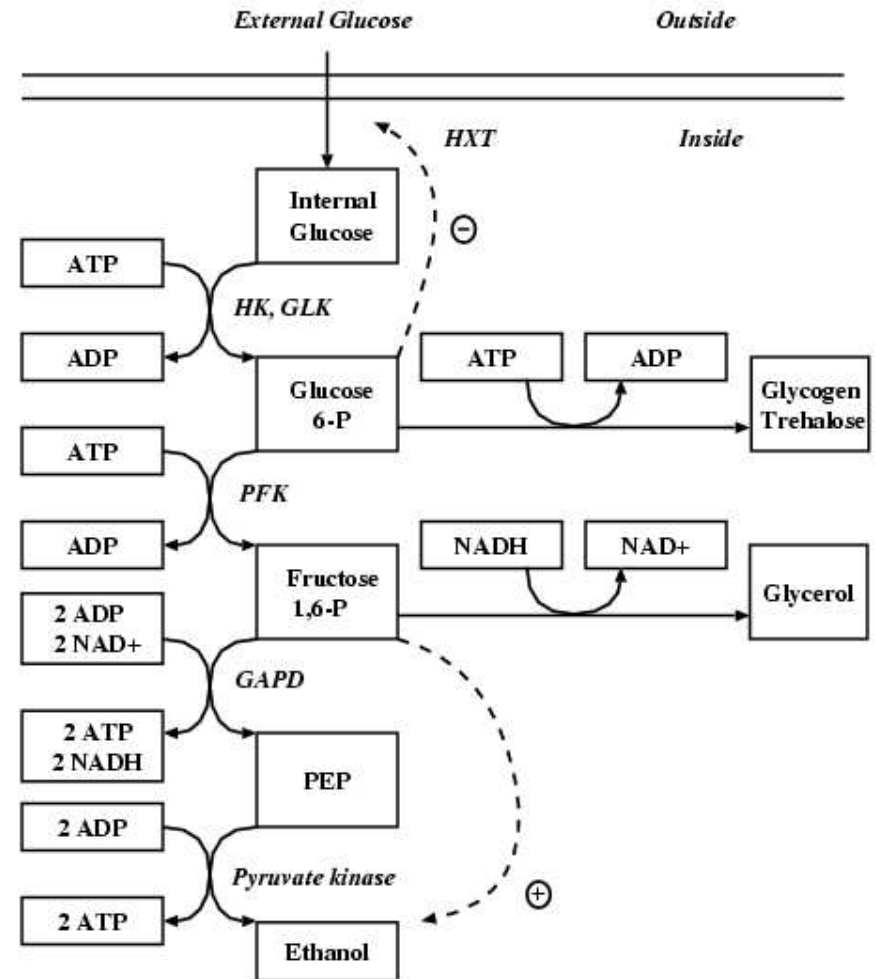 External Glucose
Outside
HXT
Inside
Internal
Glucose
−
ATP
HK, GLK
ADP
Glucose
6-P
ATP
ADP
Glycogen
Trehalose
ATP
PFK
ADP
Fructose
1,6-P
NADH
NAD+
Glycerol
2 ADP
2 NAD+
GAPD
2 ATP
2 NADH
PEP
2 ADP
Pyruvate kinase
+
2 ATP
Ethanol